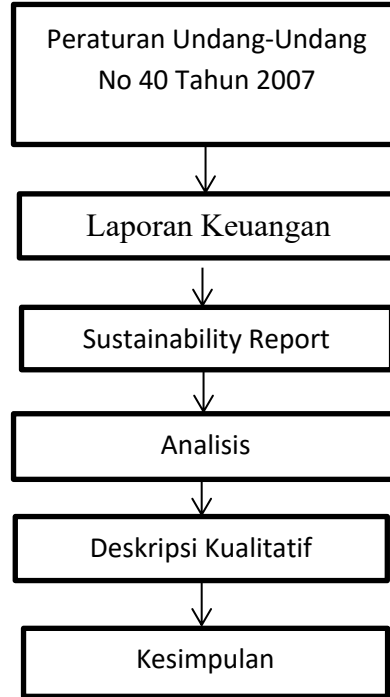 Peraturan Undang-Undang
No 40 Tahun 2007
Laporan Keuangan
Sustainability Report
Analisis
Deskripsi Kualitatif
Kesimpulan